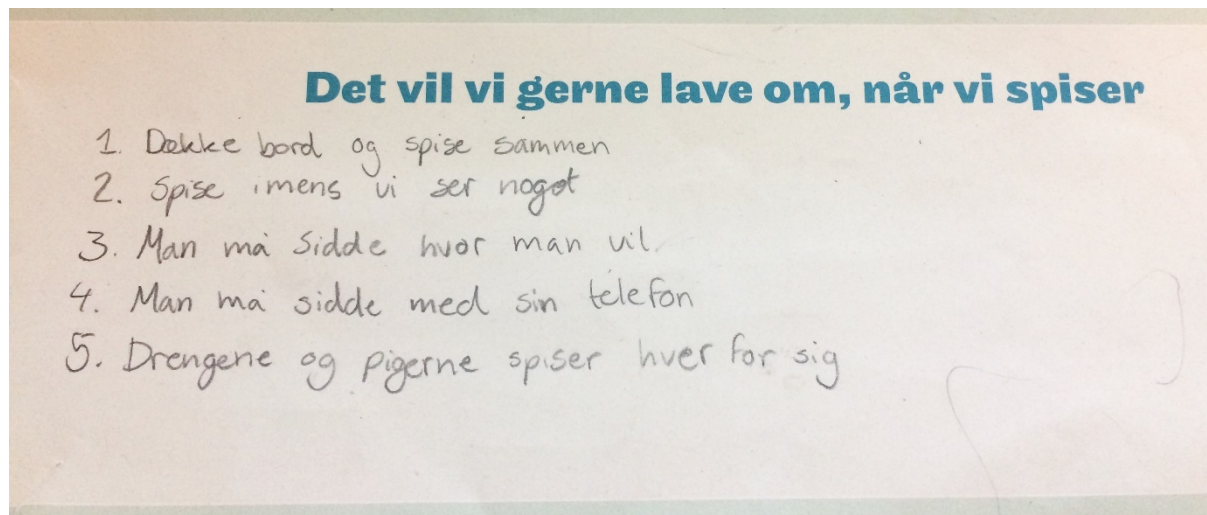 Det vil vi gerne lave om, når vi spiser
1. Dække bord og spise sammen
2. Spise imens vi ser noget
3. Man må sidde hvor man vil.
4. Man må sidde med sin telefon
5. Drengene og pigerne spiser hver for sig